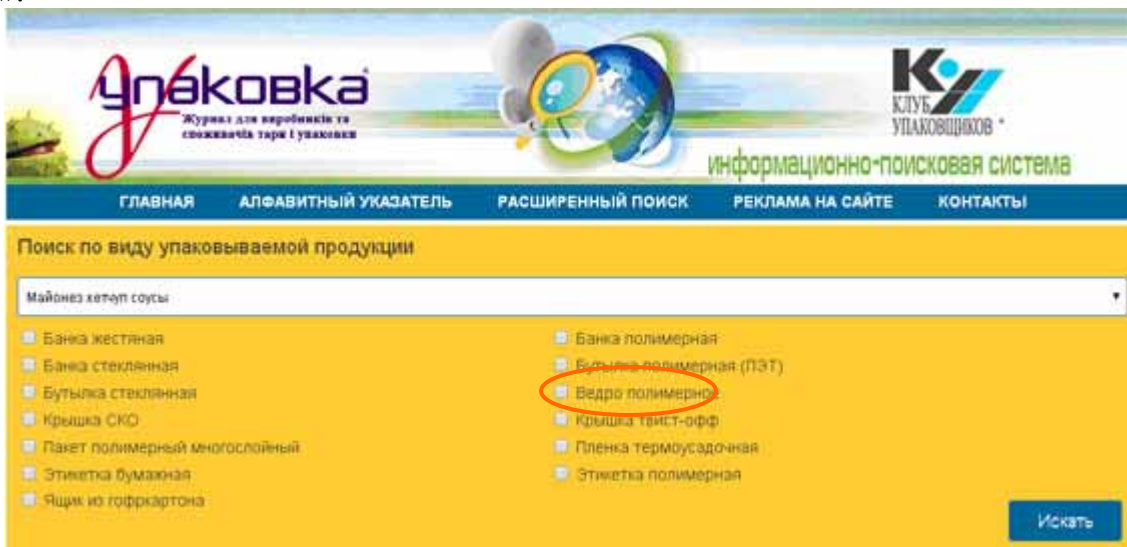 упаковка
Журнал для виробників та
споживачів тари і упаковки
КЛУБ
УПАКОВЩИКОВ
информационно-поисковая система
ГЛАВНАЯ АЛФАВИТНЫЙ УКАЗАТЕЛЬ РАСШИРЕННЫЙ ПОИСК РЕКЛАМА НА САЙТЕ КОНТАКТЫ
Поиск по виду упаковываемой продукции
Майонез кетчуп соусы
Банка жестяная Банка полимерная
Банка стеклянная Бутылка полимерная (ПЭТ)
Бутылка стеклянная Ведро полимерное
Крышка СКО Крышка твист-офф
Пакет полимерный многослойный Пленка термоусадочная
Этикетка бумажная Этикетка полимерная
Ящик из гофркартона
Искать